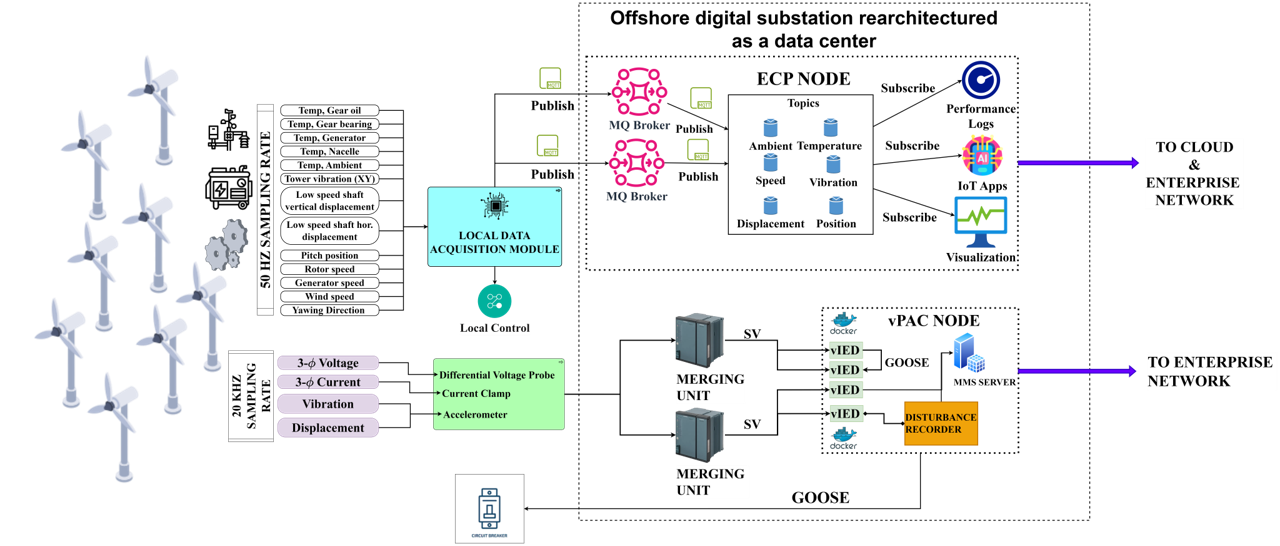 Offshore digital substation rearchitectured
as a data center
50 HZ SAMPLING RATE
Temp, Gear oil
Temp, Gear bearing
Temp, Generator
Temp, Nacelle
Temp, Ambient
Tower vibration (XY)
Low speed shaft
vertical displacement
Low speed shaft hor.
displacement
Pitch position
Rotor speed
Generator speed
Wind speed
Yawing Direction
LOCAL DATA
ACQUISITION MODULE
Local Control
MQTT
Publish
MQTT
Publish
MQ Broker
MQ Broker
MQTT
Publish
MQTT
Publish
ECP NODE
Topics
Ambient
Temperature
Speed
Vibration
Displacement
Position
Subscribe
Subscribe
Subscribe
Performance
Logs
AI
IoT Apps
Visualization
TO CLOUD
&
ENTERPRISE
NETWORK
20 KHZ
SAMPLING
RATE
3-ϕ Voltage
3-ϕ Current
Vibration
Displacement
Differential Voltage Probe
Current Clamp
Accelerometer
MERGING
UNIT
MERGING
UNIT
SV
SV
docker
vPAC NODE
vIED
vIED
vIED
vIED
GOOSE
docker
MMS SERVER
DISTURBANCE
RECORDER
TO ENTERPRISE
NETWORK
GOOSE
CIRCUIT BREAKER